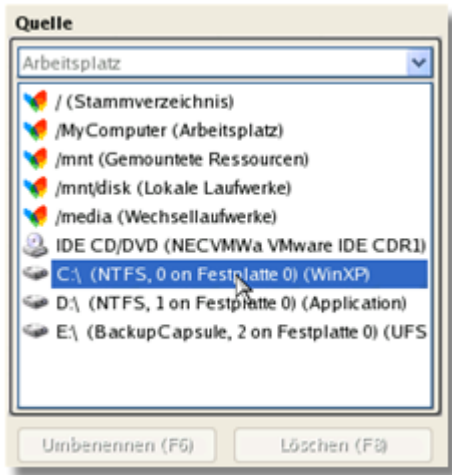 Quelle
Arbeitsplatz
/ (Stammverzeichnis)
/MyComputer (Arbeitsplatz)
/mnt (Gemountete Ressourcen)
/mnt/disk (Lokale Laufwerke)
/media (Wechsellaufwerke)
IDE CD/DVD (NECVMWa VMware IDE CDR1)
C:\ (NTFS, 0 on Festplatte 0) (WinXP)
D:\ (NTFS, 1 on Festplatte 0) (Application)
E:\ (BackupCapsule, 2 on Festplatte 0) (UFS
Umbenennen (F6)
Löschen (F8)